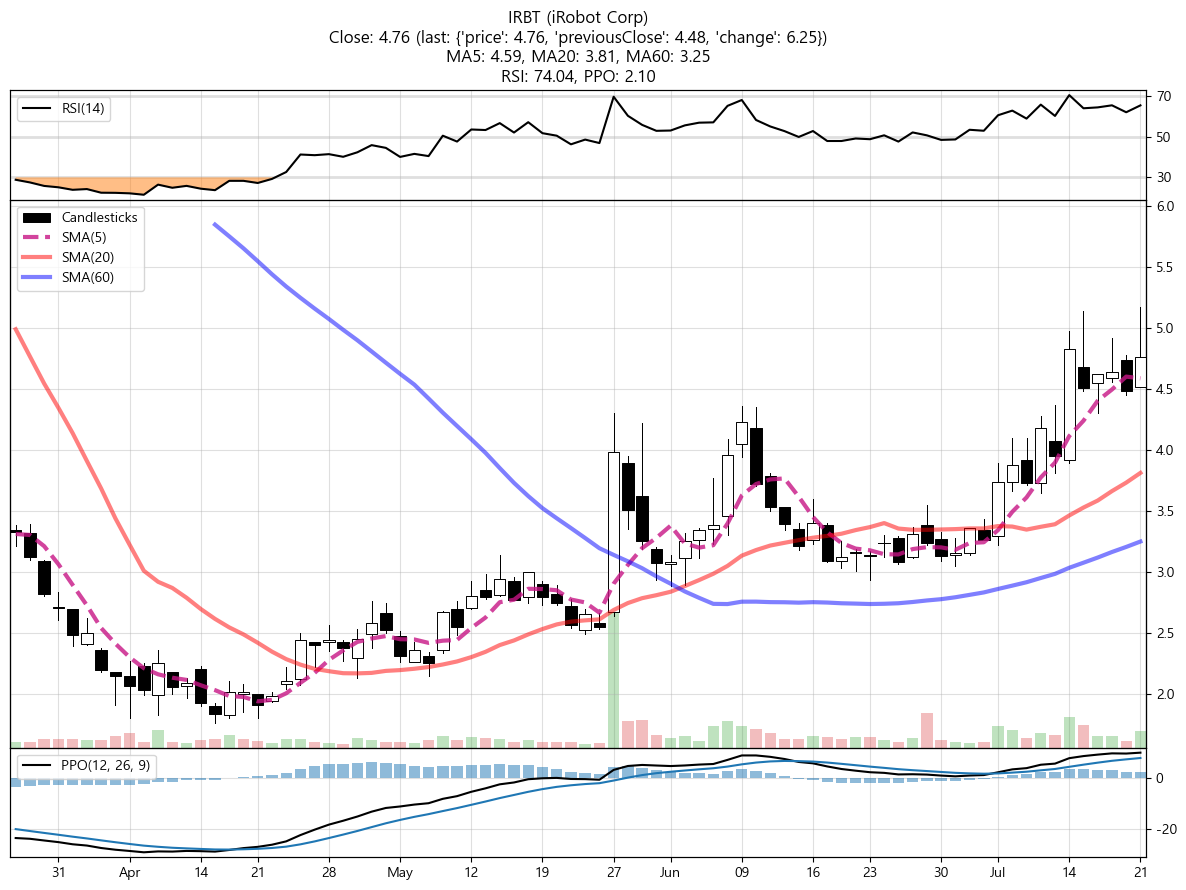 IRBT (iRobot Corp)
Close: 4.76 (last: {'price': 4.76, 'previousClose': 4.48, 'change': 6.25})
MA5: 4.59, MA20: 3.81, MA60: 3.25
RSI: 74.04, PPO: 2.10
RSI(14)
70
50
30
Candlesticks
SMA(5)
SMA(20)
SMA(60)
6.0
5.5
5.0
4.5
4.0
3.5
3.0
2.5
2.0
PPO(12, 26, 9)
0
-20
31 Apr 14 21 28 May 12 19 27 Jun 09 16 23 30 Jul 14 21